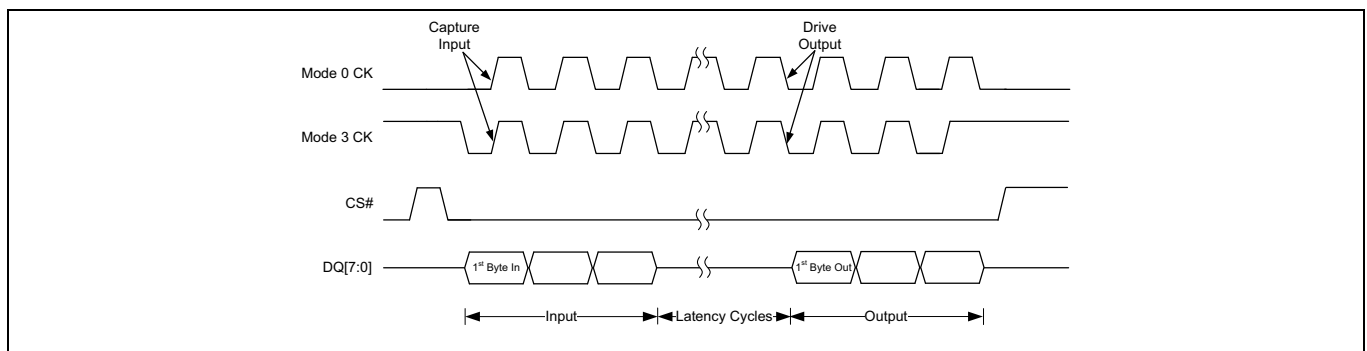 Capture
Input
Drive
Output
Mode 0 CK
Mode 3 CK
CS#
DQ[7:0]
1st Byte In
1st Byte Out
Input
Latency Cycles
Output